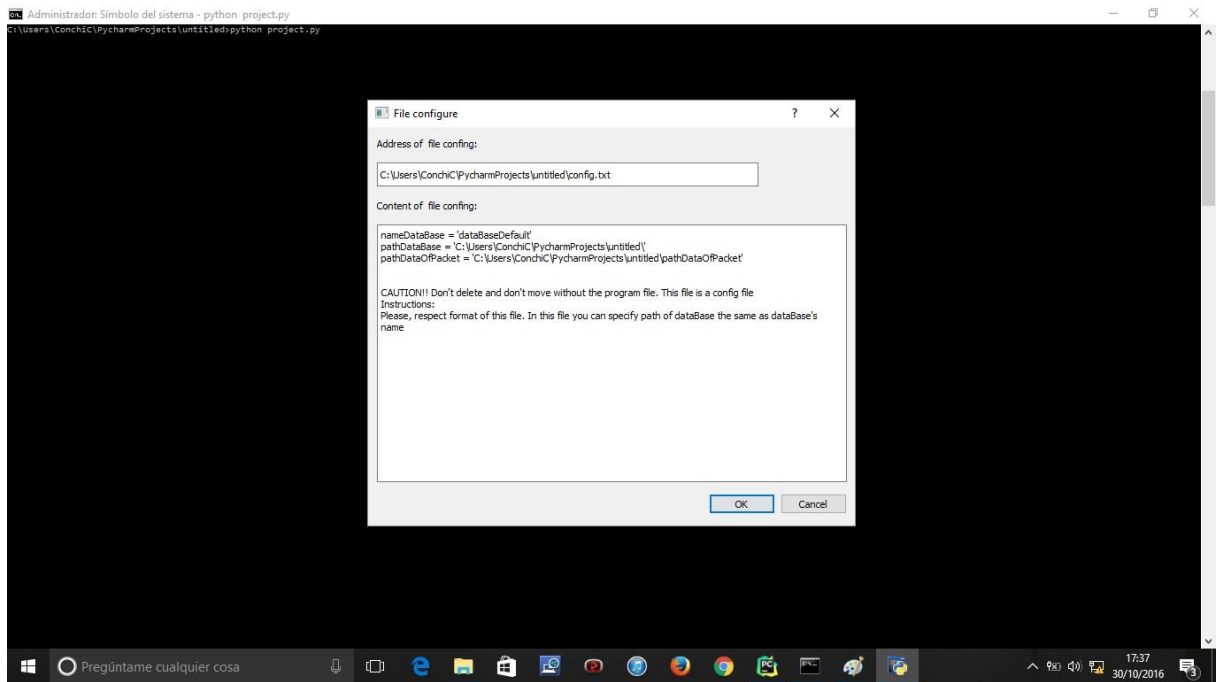 Administrador: Símbolo del sistema - python project.py
C:\Users\ConchiC\PycharmProjects\untitled>python project.py
File configure
Address of file confing:
C:\Users\ConchiC\PycharmProjects\untitled\config.txt
Content of file confing:
nameDataBase = 'dataBaseDefault'
pathDataBase = 'C:\Users\ConchiC\PycharmProjects\untitled\'
pathDataOfPacket = 'C:\Users\ConchiC\PycharmProjects\untitled\pathDataOfPacket'
CAUTION!! Don't delete and don't move without the program file. This file is a config file
Instructions:
Please, respect format of this file. In this file you can specify path of dataBase the same as dataBase's
name
OK
Cancel
Pregúntame cualquier cosa
17:37
30/10/2016
3